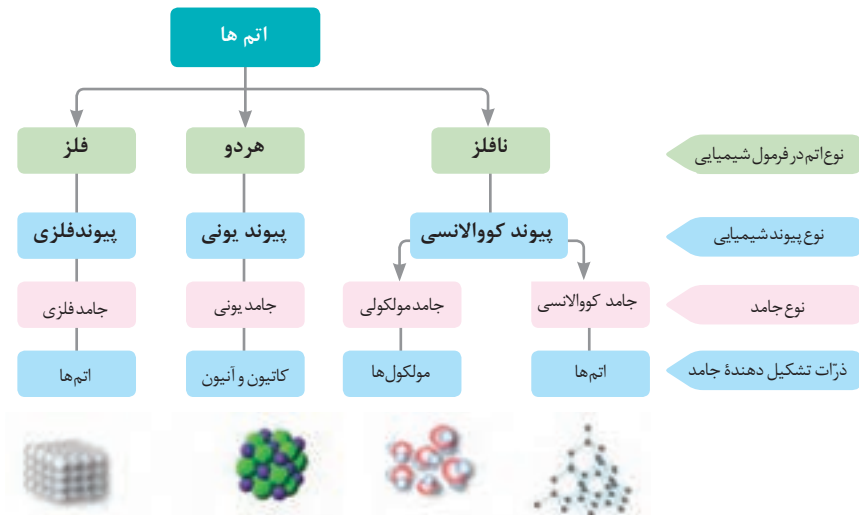 اتم ها
نوع اتم در فرمول شیمیایی
نافلز
هردو
فلز
نوع پیوند شیمیایی
پیوند کووالانسی
پیوند یونی
پیوند فلزی
نوع جامد
جامد کووالانسی
جامد مولکولی
جامد یونی
جامد فلزی
ذرّات تشکیل دهندهٔ جامد
اتم‌ها
مولکول‌ها
کاتیون و آنیون
اتم‌ها